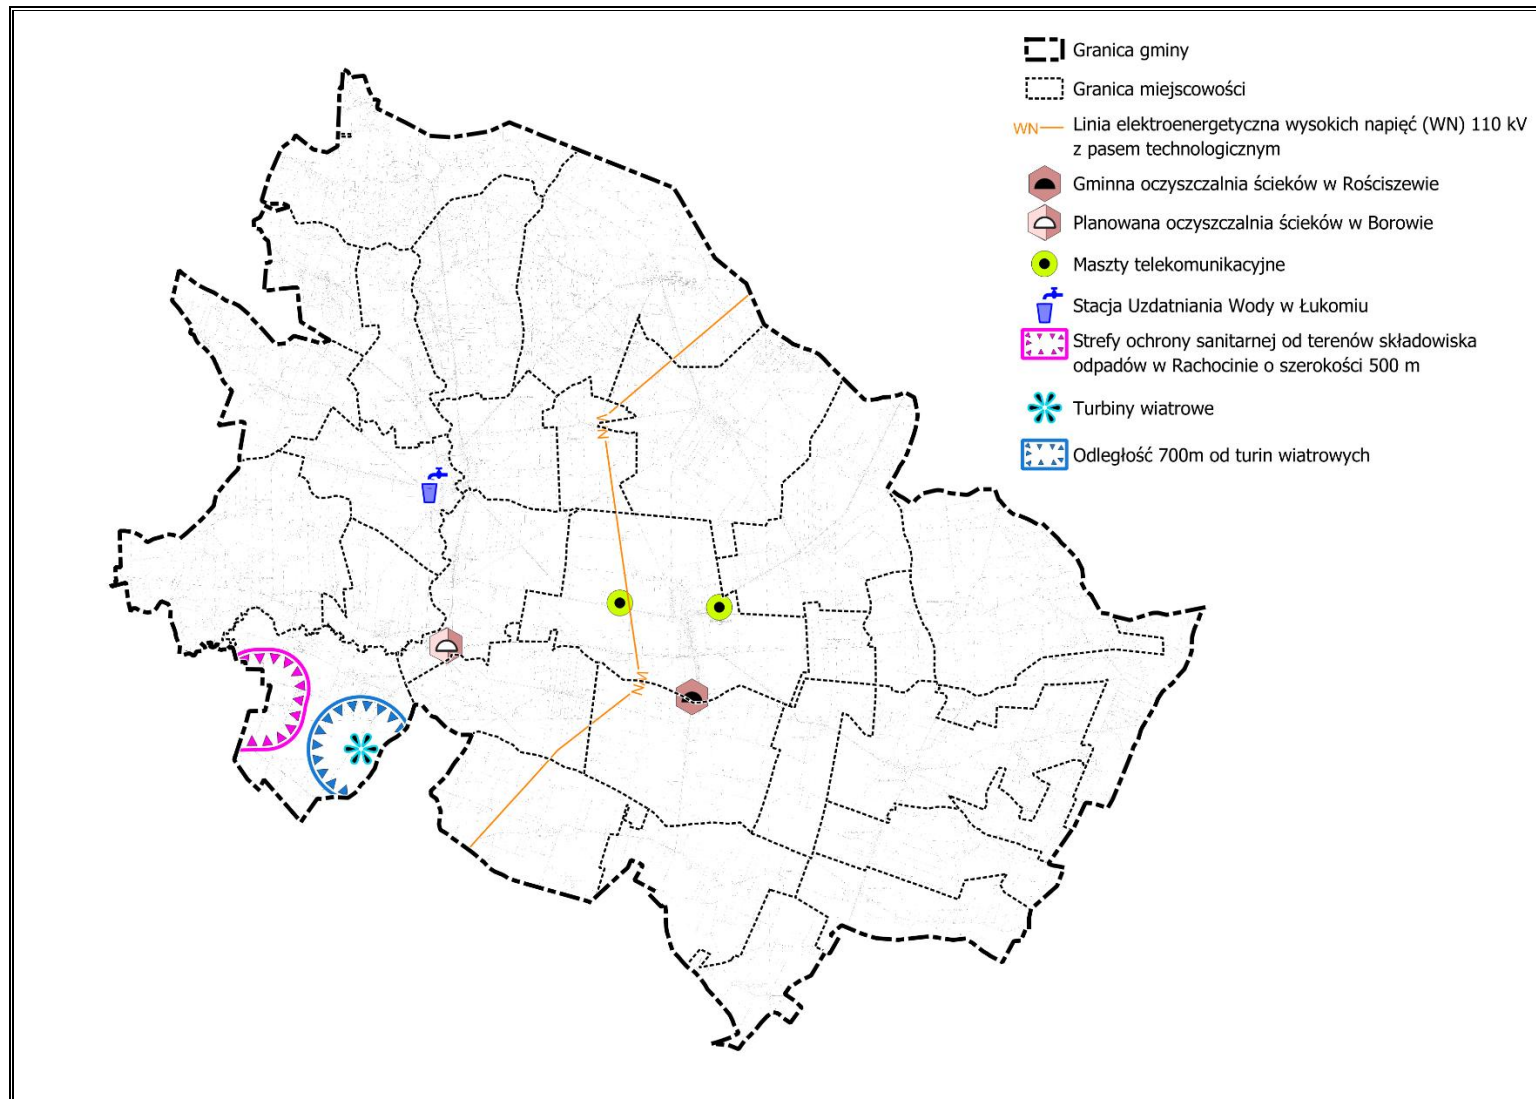 Granica gminy
Granica miejscowości
WN
Linia elektroenergetyczna wysokich napięć (WN) 110 kV
z pasem technologicznym
Gminna oczyszczalnia ścieków w Rościszewie
Planowana oczyszczalnia ścieków w Borowie
Maszty telekomunikacyjne
Stacja Uzdatniania Wody w Łukomiu
Strefy ochrony sanitarnej od terenów składowiska
odpadów w Rachocinie o szerokości 500 m
Turbiny wiatrowe
Odległość 700m od turin wiatrowych
WN
WN